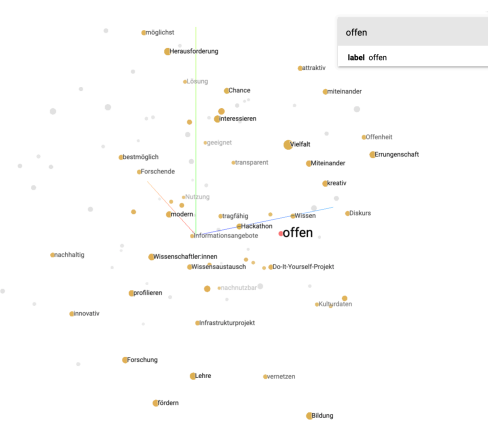 möglichst
offen
Herausforderung
label offen
attraktiv
Lösung
Chance
miteinander
interessieren
Offenheit
geeignet
Vielfalt
bestmöglich
Errungenschaft
transparent
Miteinander
Forschende
kreativ
Nutzung
modern
tragfähig
Wissen
Diskurs
Hackathon
offen
Informationsangebote
nachhaltig
Wissenschaftler:innen
Wissensaustausch
Do-It-Yourself-Projekt
nachnutzbar
profilieren
Kulturdaten
innovativ
Infrastrukturprojekt
Forschung
Lehre
vernetzen
fördern
Bildung